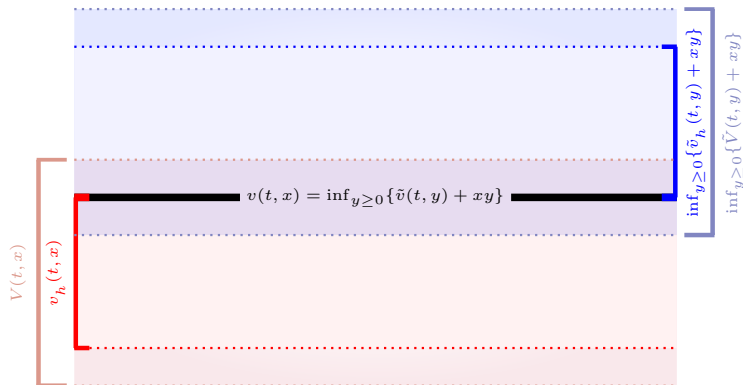 V(t, x)
v_h(t, x)
v(t, x) = inf_{y≥0}{ṽ(t, y) + xy}
inf_{y≥0}{ṽ_h(t, y) + xy}
inf_{y>0}{Ṽ(t, y) + xy}